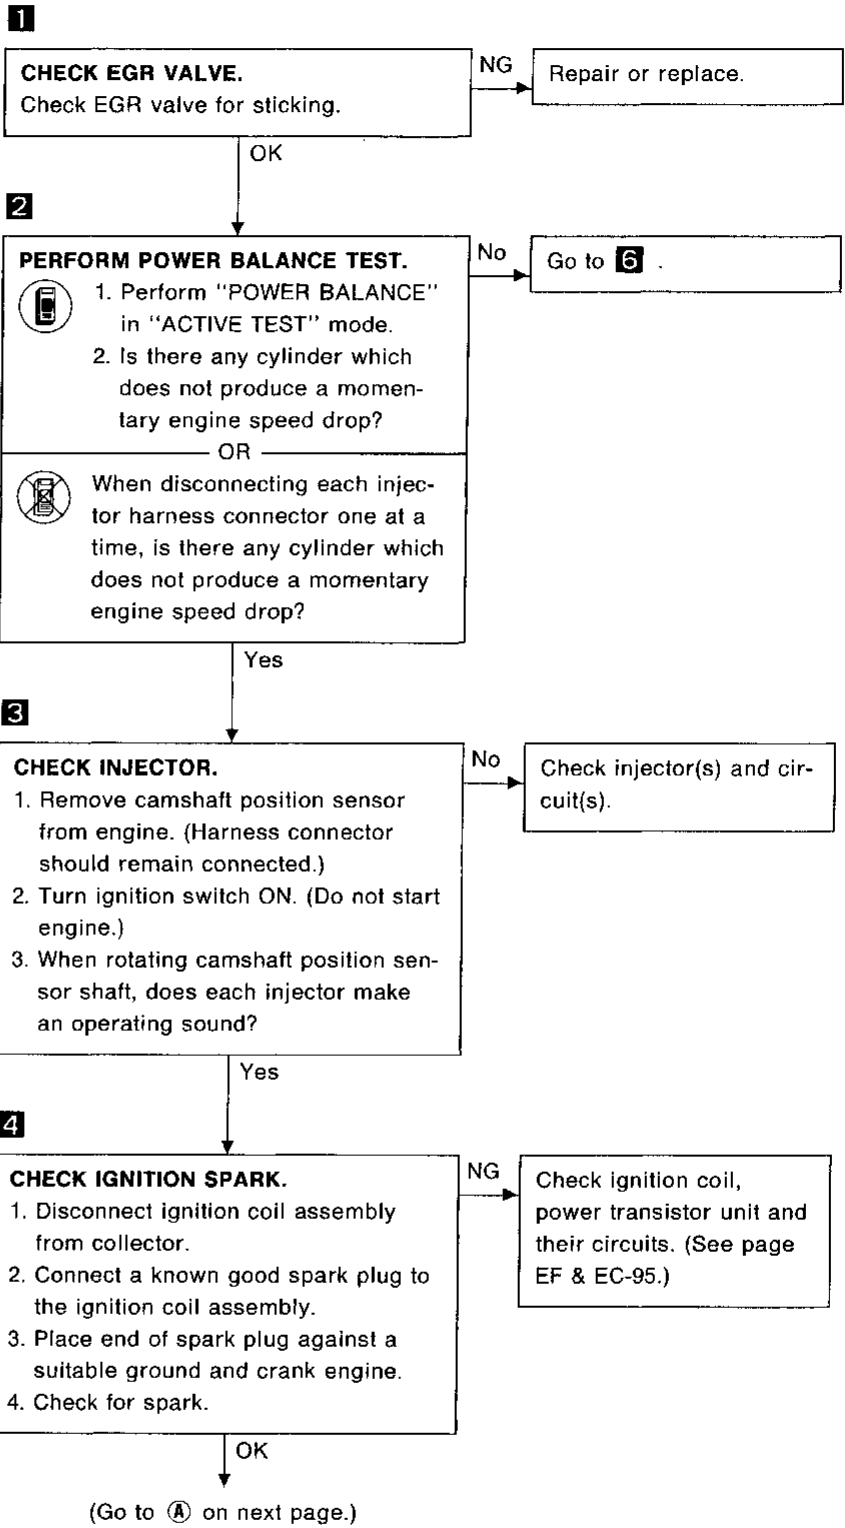 1
CHECK EGR VALVE.
Check EGR valve for sticking.
NG
Repair or replace.
OK
2
PERFORM POWER BALANCE TEST.
1. Perform "POWER BALANCE"
in "ACTIVE TEST" mode.
2. Is there any cylinder which
does not produce a momen-
tary engine speed drop?
OR
When disconnecting each injec-
tor harness connector one at a
time, is there any cylinder which
does not produce a momentary
engine speed drop?
No
Go to 6 .
Yes
3
CHECK INJECTOR.
1. Remove camshaft position sensor
from engine. (Harness connector
should remain connected.)
2. Turn ignition switch ON. (Do not start
engine.)
3. When rotating camshaft position sen-
sor shaft, does each injector make
an operating sound?
No
Check injector(s) and cir-
cuit(s).
Yes
4
CHECK IGNITION SPARK.
1. Disconnect ignition coil assembly
from collector.
2. Connect a known good spark plug to
the ignition coil assembly.
3. Place end of spark plug against a
suitable ground and crank engine.
4. Check for spark.
NG
Check ignition coil,
power transistor unit and
their circuits. (See page
EF & EC-95.)
OK
(Go to Ⓐ on next page.)